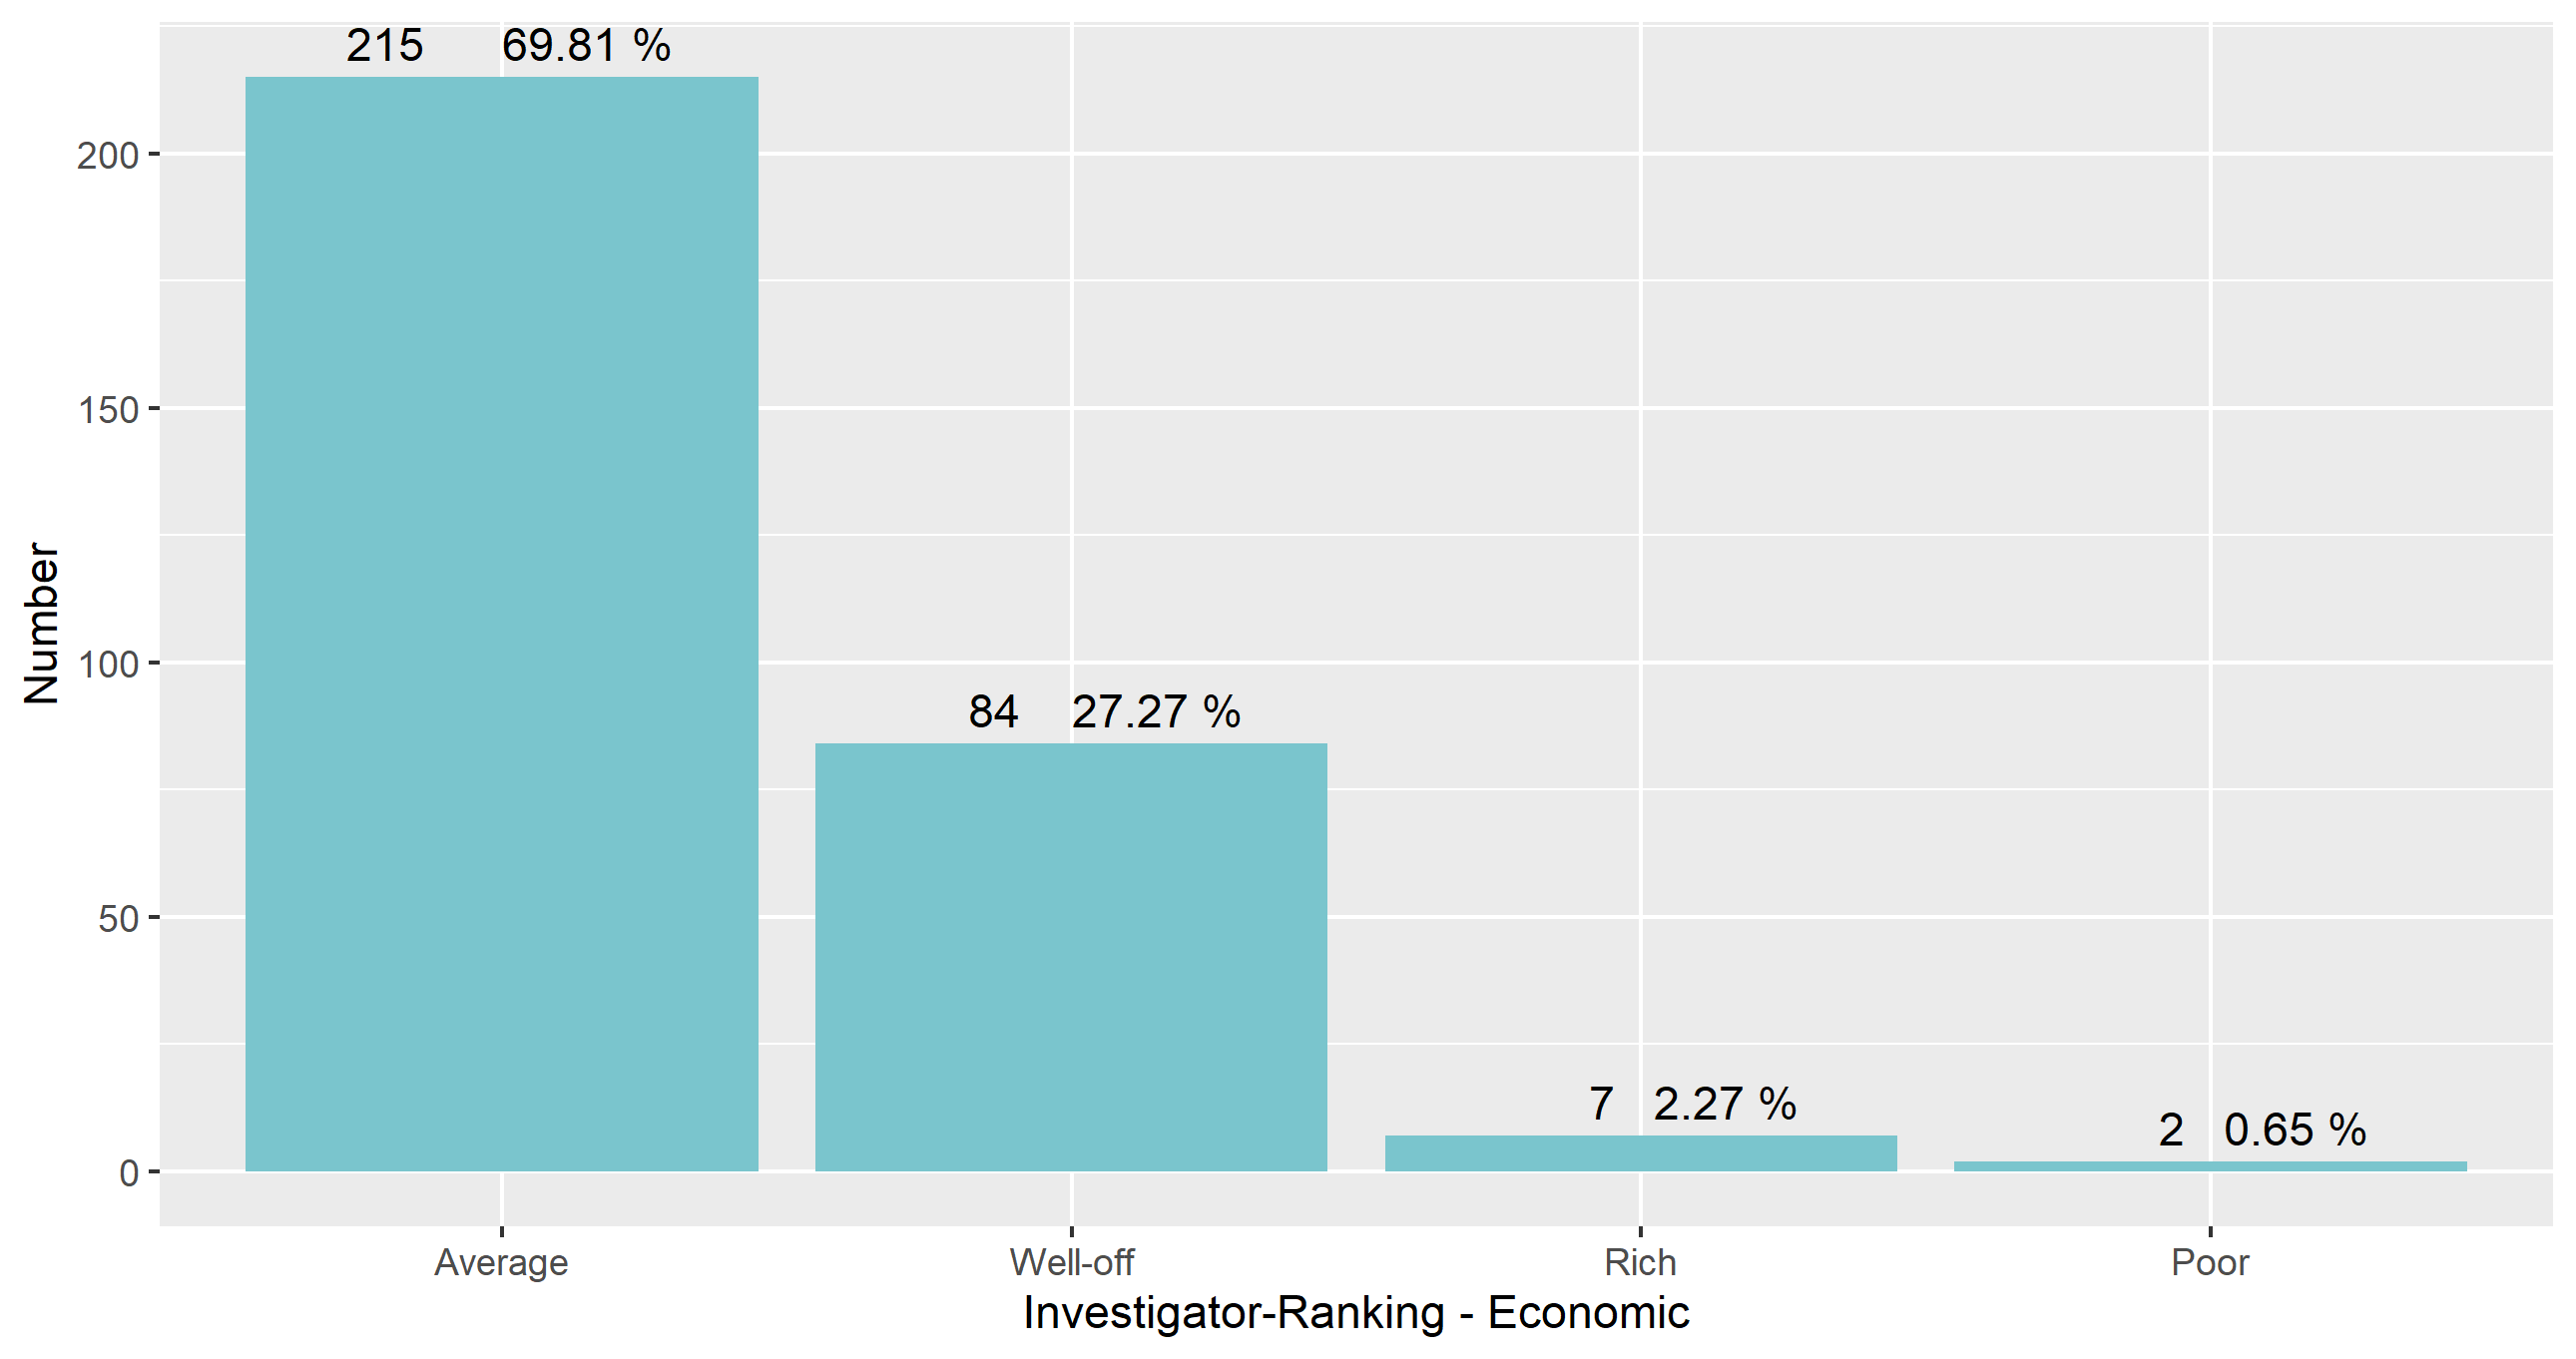 215 69.81 %
200
150
Number
100
84 27.27 %
50
7 2.27 %
2 0.65 %
0
Average Well-off Rich Poor
Investigator-Ranking - Economic